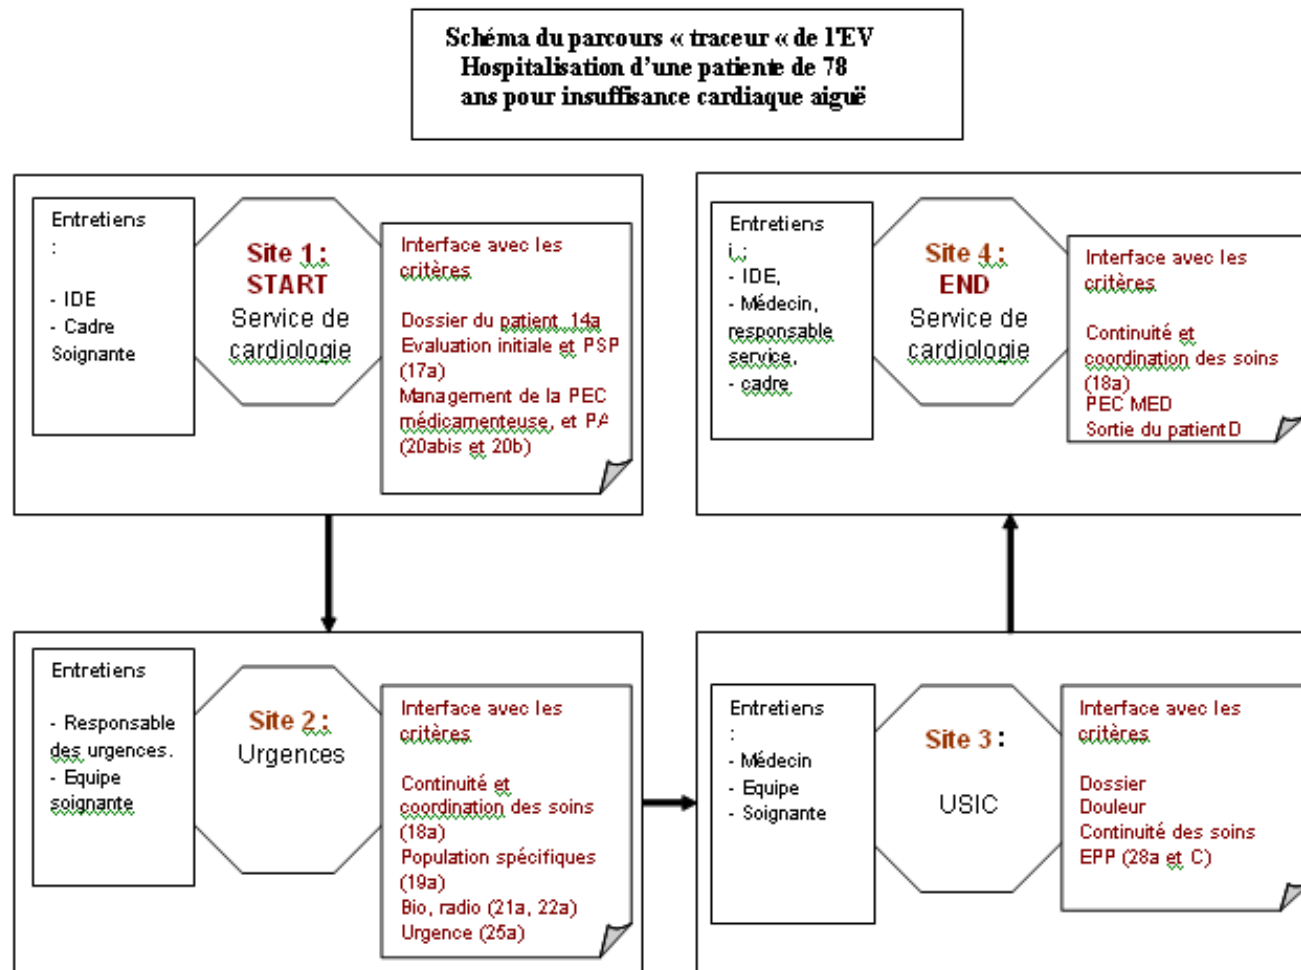 Schéma du parcours « traceur « de l'EV
Hospitalisation d'une patiente de 78
ans pour insuffisance cardiaque aiguë
Entretiens
:
- IDE
- Cadre
Soignante
Site 1 :
START
Service de
cardiologie
Interface avec les
critères
Dossier du patient 14a
Evaluation initiale et PSP
(17a)
Management de la PEC
médicamenteuse, et PA
(20abis et 20b)
Entretiens
i,;
- IDE,
- Médecin,
responsable
service,
- cadre
Site 4 :
END
Service de
cardiologie
Interface avec les
critères
Continuité et
coordination des soins
(18a)
PEC MED
Sortie du patient D
Entretiens
- Responsable
des urgences.
- Equipe
soignante
Site 2 :
Urgences
Interface avec les
critères
Continuité et
coordination des soins
(18a)
Population spécifiques
(19a)
Bio, radio (21a, 22a)
Urgence (25a)
Entretiens
:
- Médecin
- Equipe
- Soignante
Site 3 :
USIC
Interface avec les
critères
Dossier
Douleur
Continuité des soins
EPP (28a et C)